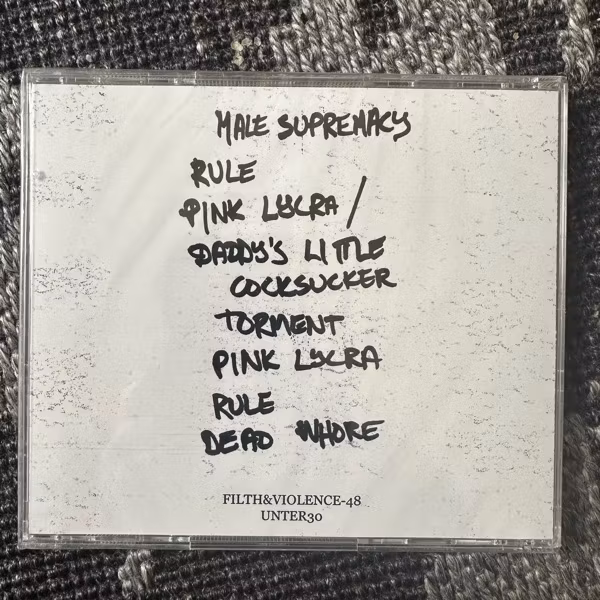 MALE SUPREMACY
RULE
PINK LYCRA /
DADDY'S LITTLE
COCKSUCKER
TORMENT
PINK LYCRA
RULE
DEAD WHORE
FILTH&VIOLENCE-48
UNTER30